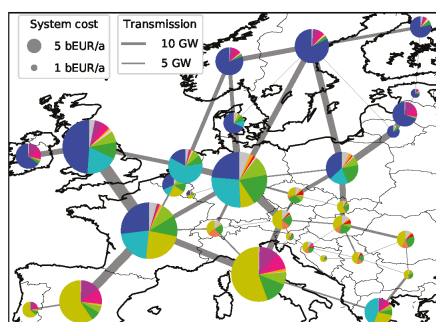 System cost
5 bEUR/a
1 bEUR/a
Transmission
10 GW
5 GW